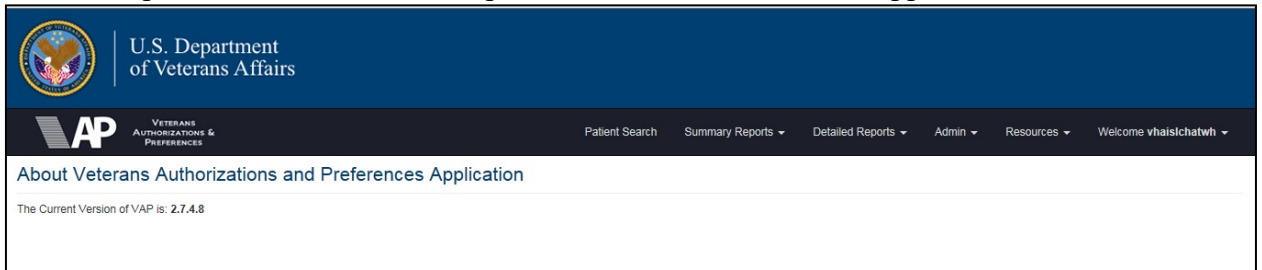 U.S. Department
of Veterans Affairs
VAP VETERANS AUTHORIZATIONS & PREFERENCES
Patient Search Summary Reports Detailed Reports Admin Resources Welcome vhaislchatwh
About Veterans Authorizations and Preferences Application
The Current Version of VAP is: 2.7.4.8